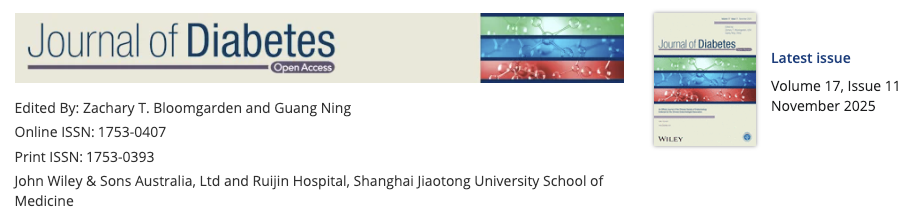 Journal of Diabetes
Open Access
Edited By: Zachary T. Bloomgarden and Guang Ning
Online ISSN: 1753-0407
Print ISSN: 1753-0393
John Wiley & Sons Australia, Ltd and Ruijin Hospital, Shanghai Jiaotong University School of
Medicine
Journal of Diabetes
WILEY
Latest issue
Volume 17, Issue 11
November 2025